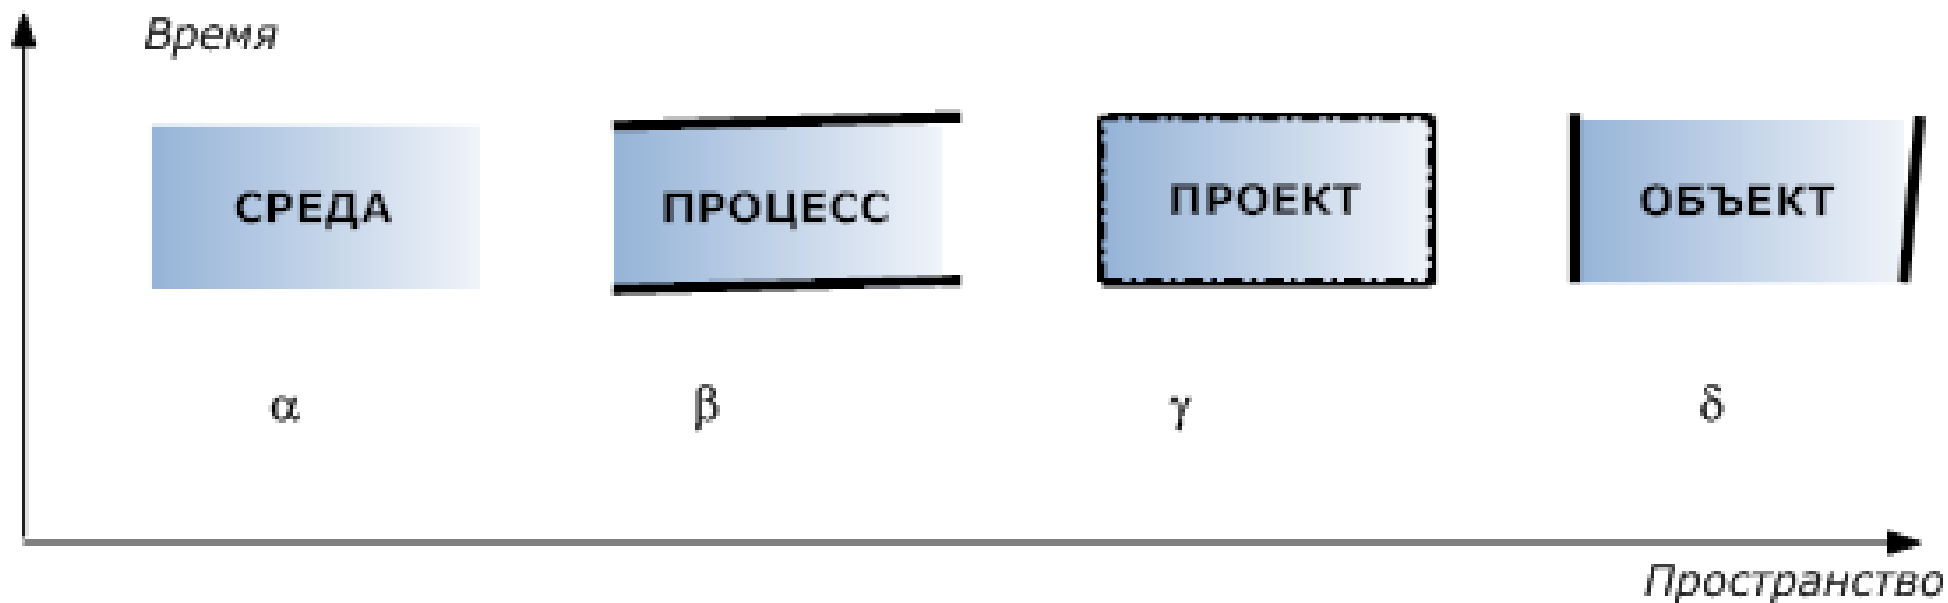 Время
СРЕДА
ПРОЦЕСС
ПРОЕКТ
ОБЪЕКТ
α
β
γ
δ
Пространство